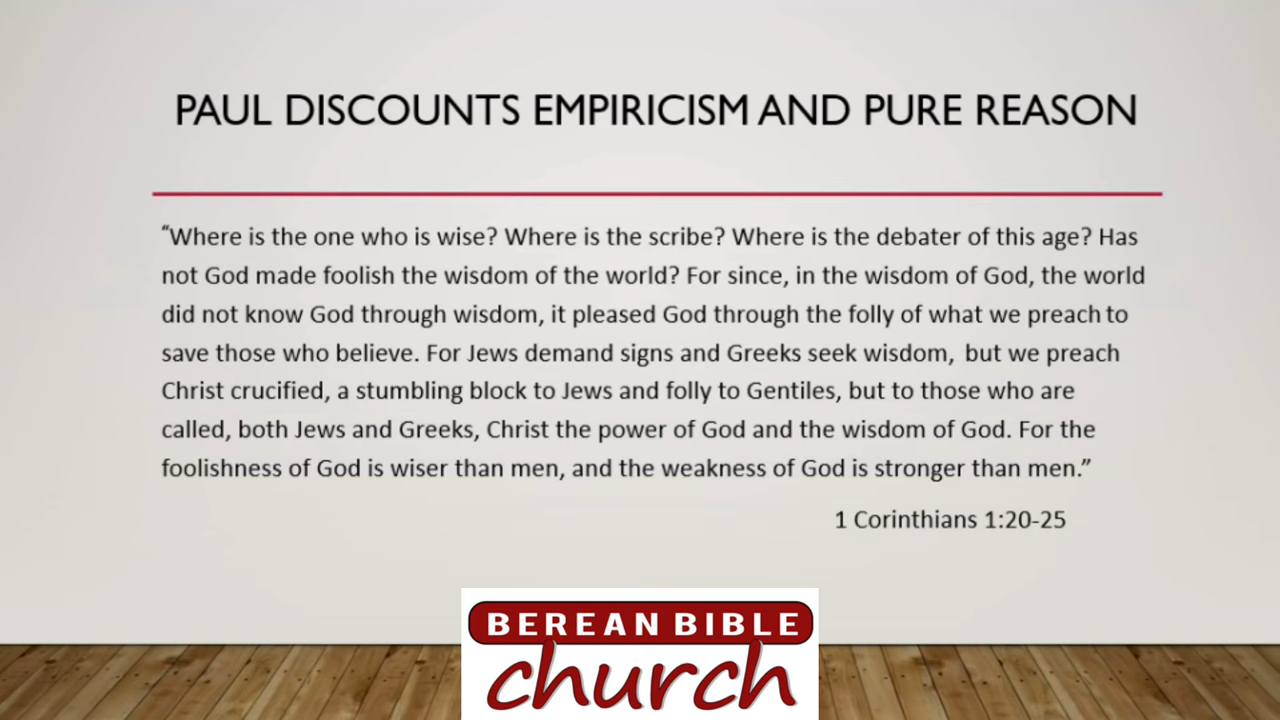 PAUL DISCOUNTS EMPIRICISM AND PURE REASON
“Where is the one who is wise? Where is the scribe? Where is the debater of this age? Has
not God made foolish the wisdom of the world? For since, in the wisdom of God, the world
did not know God through wisdom, it pleased God through the folly of what we preach to
save those who believe. For Jews demand signs and Greeks seek wisdom, but we preach
Christ crucified, a stumbling block to Jews and folly to Gentiles, but to those who are
called, both Jews and Greeks, Christ the power of God and the wisdom of God. For the
foolishness of God is wiser than men, and the weakness of God is stronger than men.”
1 Corinthians 1:20-25
BEREAN BIBLE
church